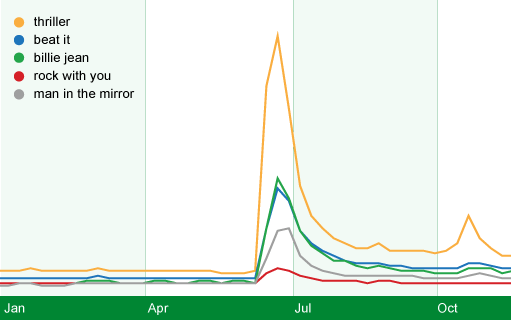 thriller
beat it
billie jean
rock with you
man in the mirror
Jan Apr Jul Oct